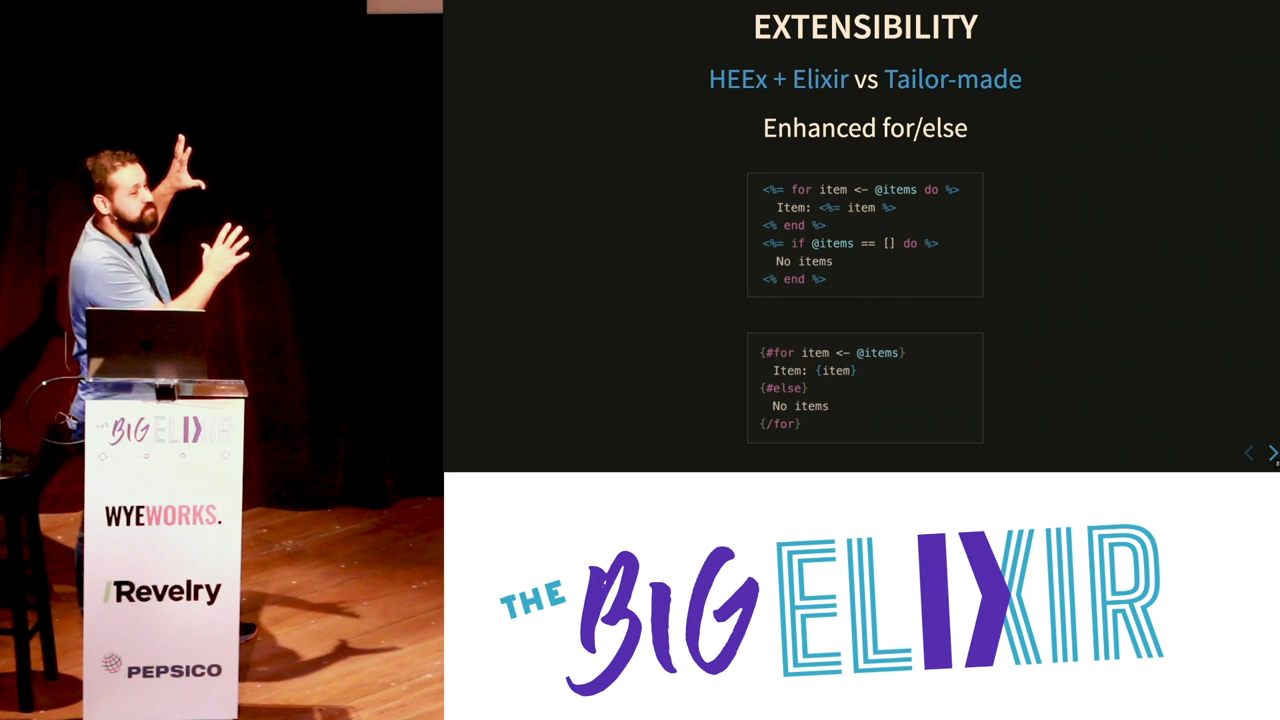 EXTENSIBILITY
HEEx + Elixir vs Tailor-made
Enhanced for/else
<%= for item <- @items do %>
Item: <%= item %>
<% end %>
<%= if @items == [] do %>
No items
<% end %>
{#for item <- @items}
Item: {item}
{#else}
No items
{/for}
THE BIG ELIXIR
WYEWORKS.
Revelry
PEPSICO
THE BIG ELIXIR